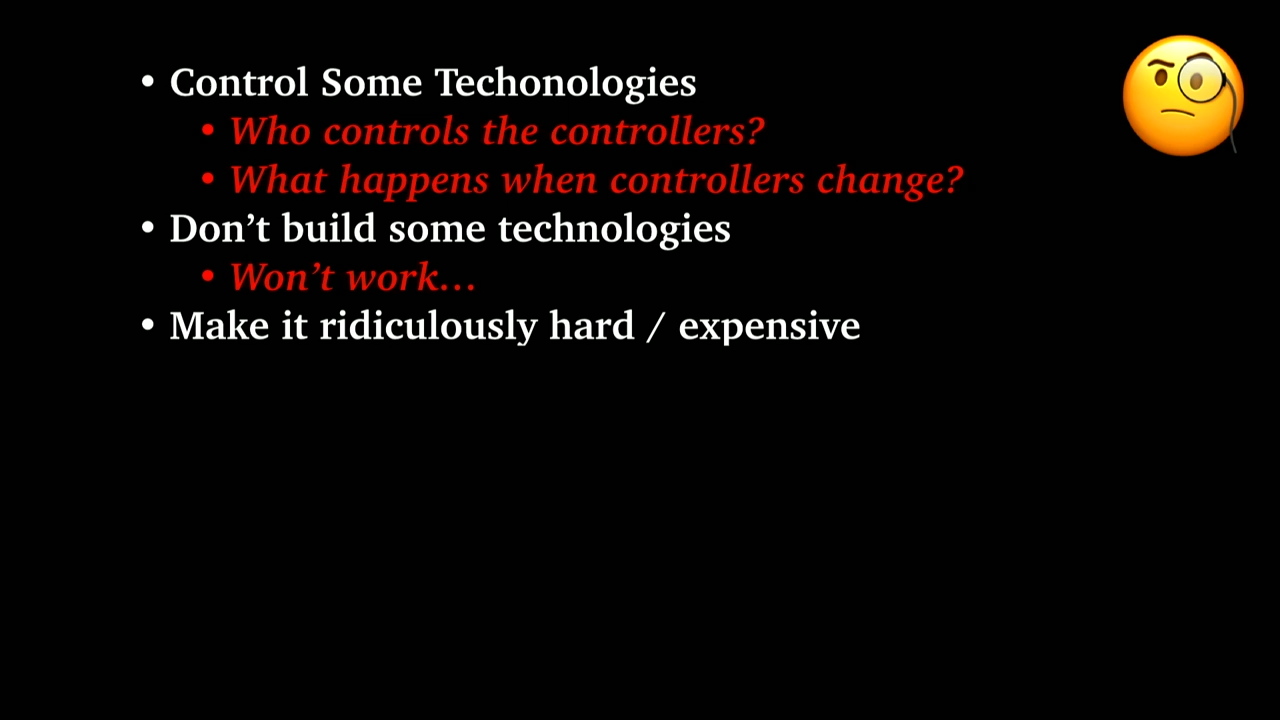 • Control Some Techonologies
• Who controls the controllers?
• What happens when controllers change?
• Don’t build some technologies
• Won’t work…
• Make it ridiculously hard / expensive